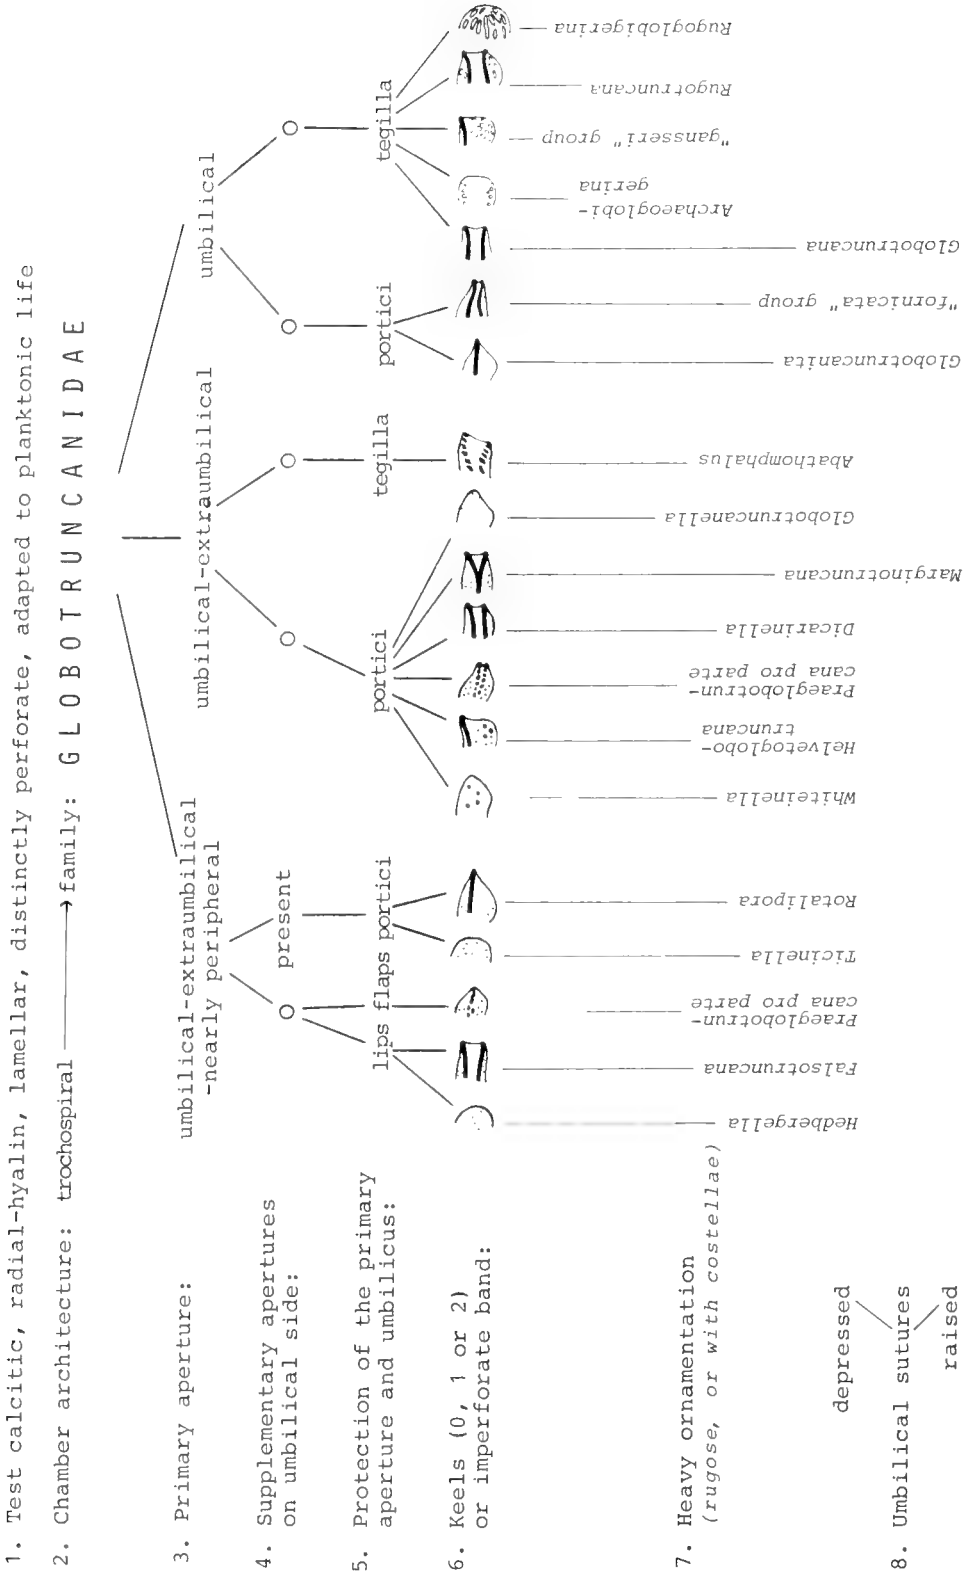 1. Test calcitic, radial-hyalin, lamellar, distinctly perforate, adapted to planktonic life
2. Chamber architecture: trochospiral → family: GLOBOTRUNCANIDAE
3. Primary aperture:
umbilical-extraumbilical
-nearly peripheral
umbilical-extraumbilical
umbilical
4. Supplementary apertures
on umbilical side:
O present O O O O
5. Protection of the primary
aperture and umbilicus:
lips flaps portici portici tegilla portici tegilla
6. Keels (0, 1 or 2)
or imperforate band:
7. Heavy ornamentation
(rugose, or with costellae)
Hedbergella
Falsotruncana
Praeglobotrun-
cana pro parte
Ticinella
Rotalipora
Whiteinella
Helvetoglobo-
truncana
Praeglobotrun-
cana pro parte
Dicarinella
Marginotruncana
Globotruncanella
Abathomphalus
Globotruncanita
"fornicata" group
Globotruncana
Archaeoglobi-
gerina
"gansseri" group
Rugotruncana
Rugoglobigerina
8. Umbilical sutures
depressed
raised